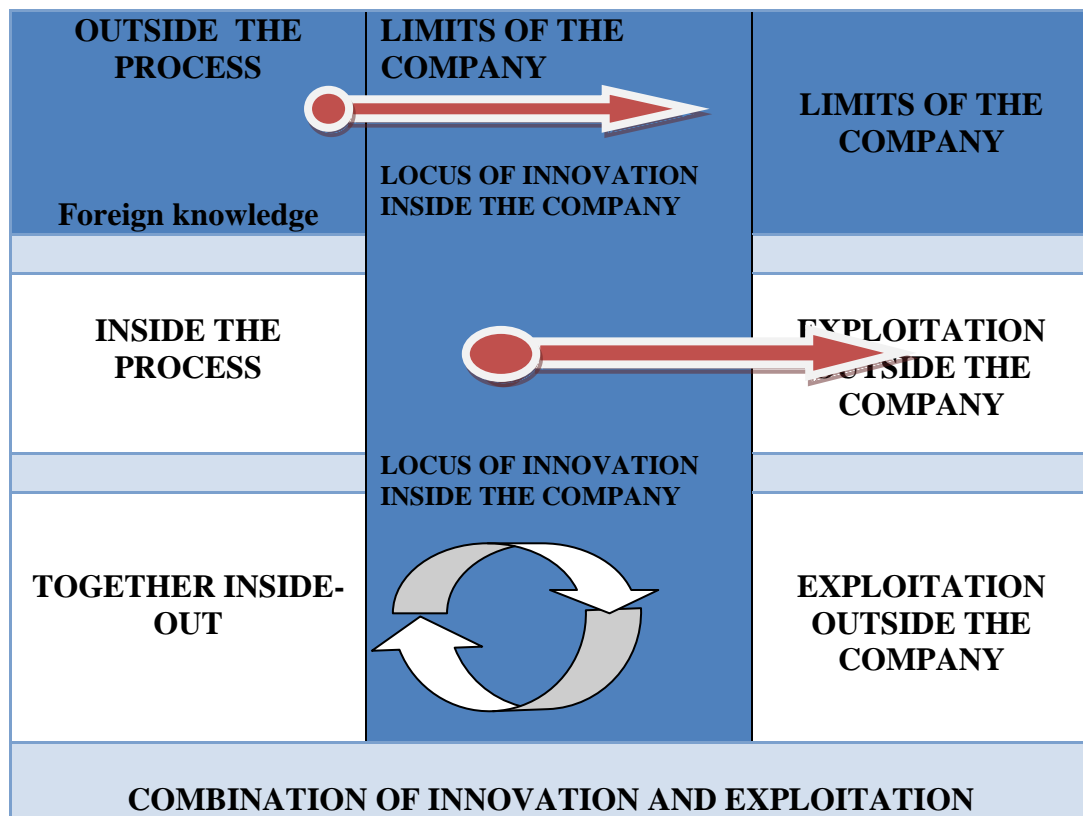 OUTSIDE THE
PROCESS
Foreign knowledge
LIMITS OF THE
COMPANY
LOCUS OF INNOVATION
INSIDE THE COMPANY
LIMITS OF THE
COMPANY
INSIDE THE
PROCESS
EXPLOITATION
OUTSIDE THE
COMPANY
LOCUS OF INNOVATION
INSIDE THE COMPANY
TOGETHER INSIDE-
OUT
EXPLOITATION
OUTSIDE THE
COMPANY
COMBINATION OF INNOVATION AND EXPLOITATION